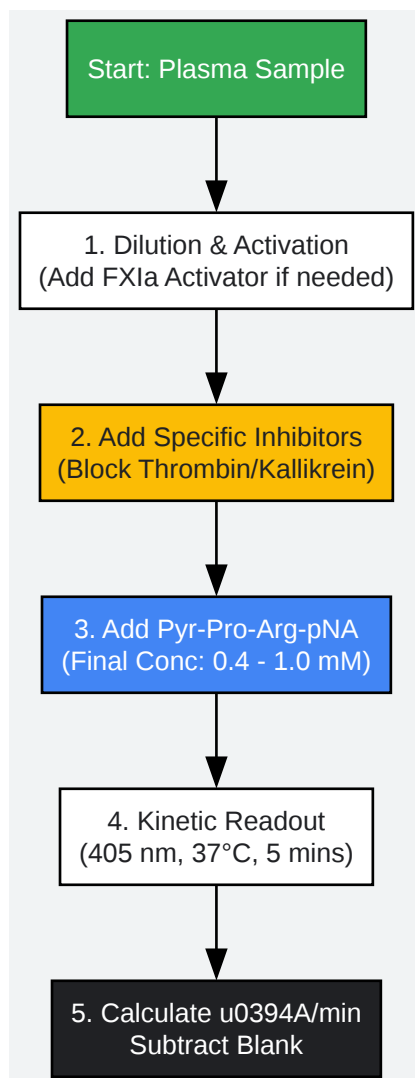 Start: Plasma Sample
1. Dilution & Activation
(Add FXIa Activator if needed)
2. Add Specific Inhibitors
(Block Thrombin/Kallikrein)
3. Add Pyr-Pro-Arg-pNA
(Final Conc: 0.4 - 1.0 mM)
4. Kinetic Readout
(405 nm, 37°C, 5 mins)
5. Calculate u0394A/min
Subtract Blank